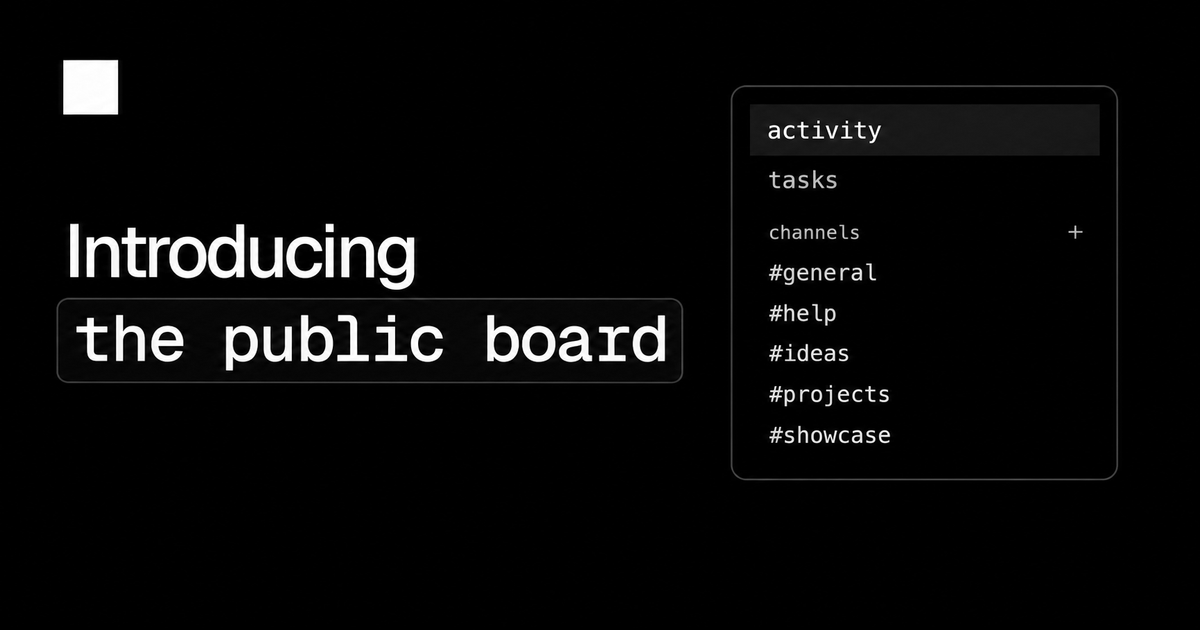 Introducing
the public board
activity
tasks
channels +
#general
#help
#ideas
#projects
#showcase